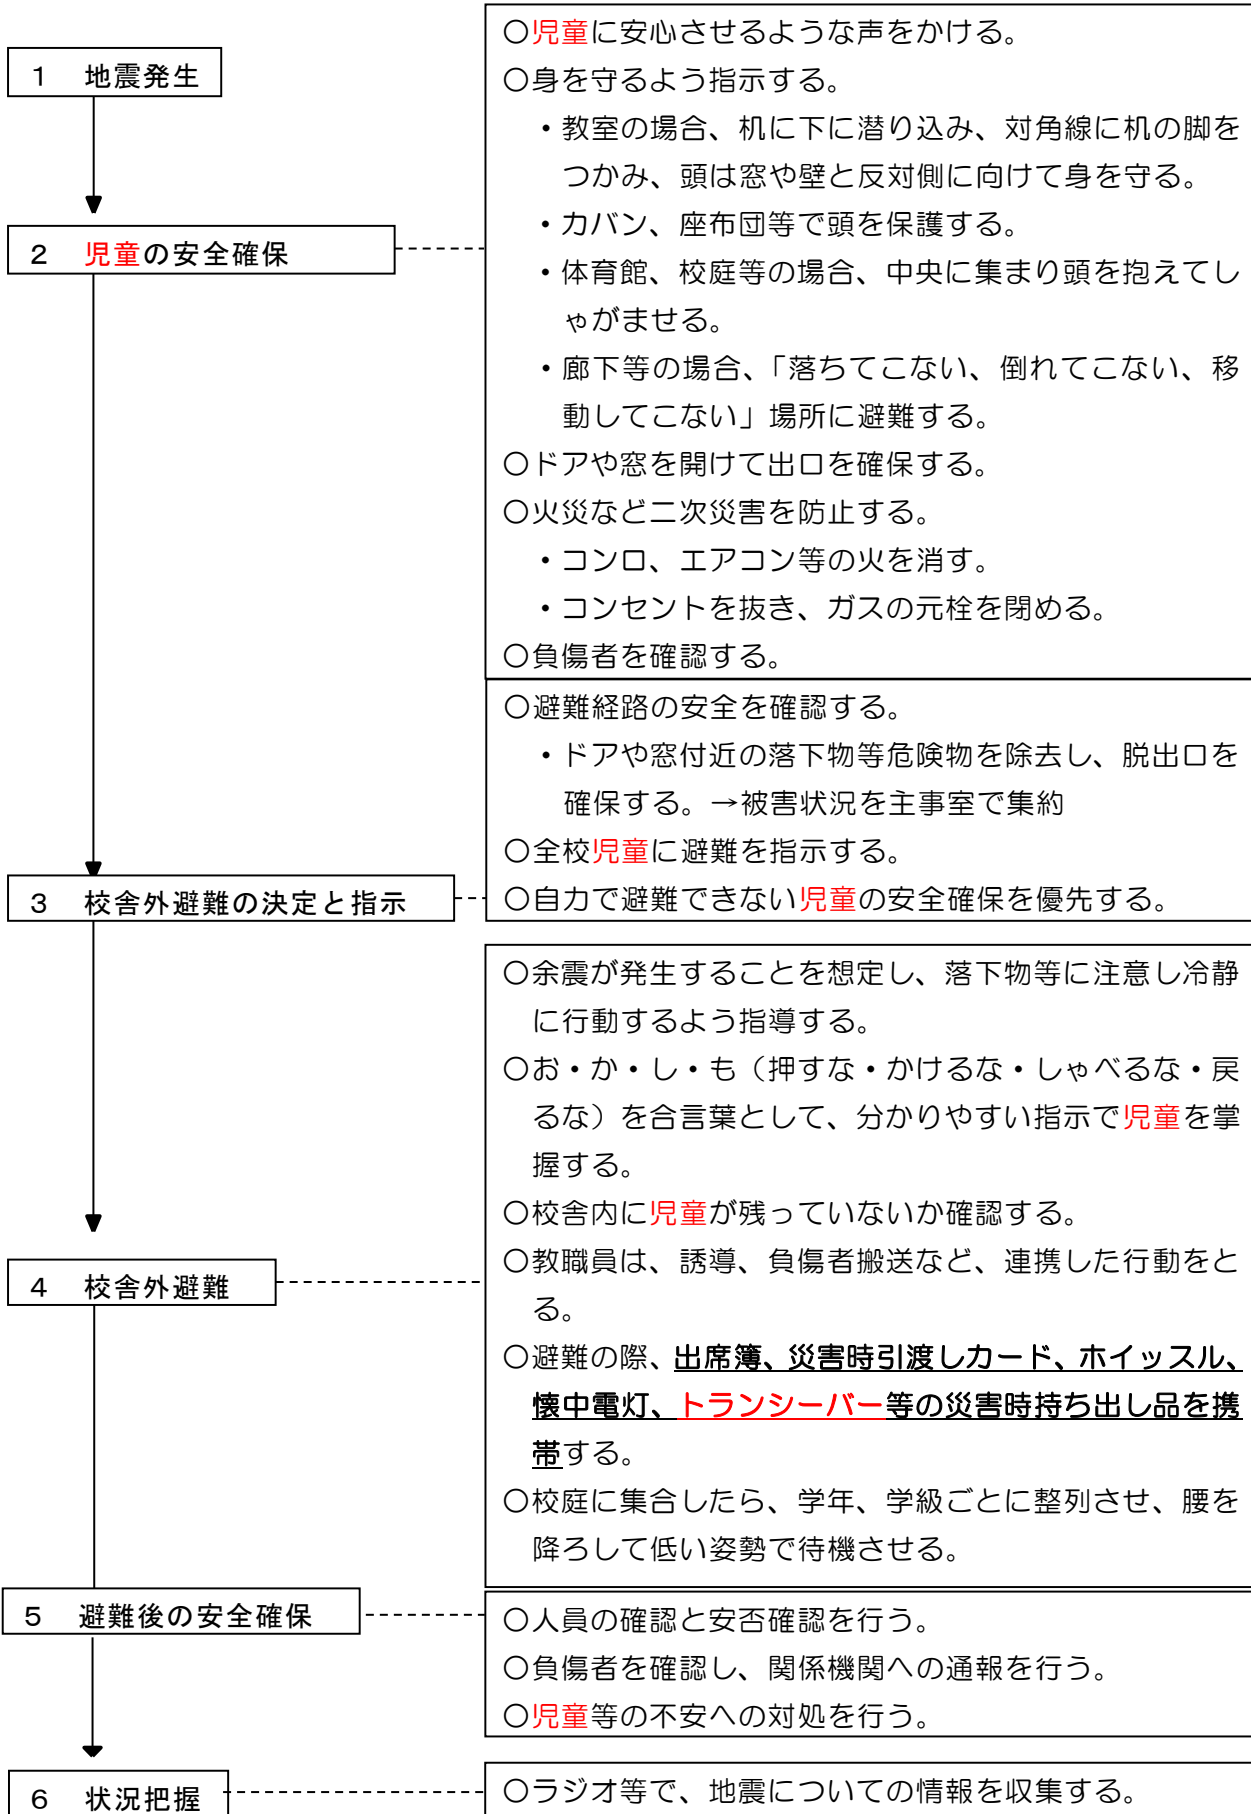 １　地震発生
○児童に安心させるような声をかける。
○身を守るよう指示する。
・教室の場合、机に下に潜り込み、対角線に机の脚を
つかみ、頭は窓や壁と反対側に向けて身を守る。
・カバン、座布団等で頭を保護する。
・体育館、校庭等の場合、中央に集まり頭を抱えてし
ゃがませる。
・廊下等の場合、「落ちてこない、倒れてこない、移
動してこない」場所に避難する。
○ドアや窓を開けて出口を確保する。
○火災など二次災害を防止する。
・コンロ、エアコン等の火を消す。
・コンセントを抜き、ガスの元栓を閉める。
○負傷者を確認する。
２　児童の安全確保
○避難経路の安全を確認する。
・ドアや窓付近の落下物等危険物を除去し、脱出口を
確保する。→被害状況を主事室で集約
○全校児童に避難を指示する。
○自力で避難できない児童の安全確保を優先する。
３　校舎外避難の決定と指示
○余震が発生することを想定し、落下物等に注意し冷静
に行動するよう指導する。
○お・か・し・も（押すな・かけるな・しゃべるな・戻
るな）を合言葉として、分かりやすい指示で児童を掌
握する。
○校舎内に児童が残っていないか確認する。
○教職員は、誘導、負傷者搬送など、連携した行動をと
る。
○避難の際、出席簿、災害時引渡しカード、ホイッスル、
懐中電灯、トランシーバー等の災害時持ち出し品を携
帯する。
○校庭に集合したら、学年、学級ごとに整列させ、腰を
降ろして低い姿勢で待機させる。
４　校舎外避難
５　避難後の安全確保
○人員の確認と安否確認を行う。
○負傷者を確認し、関係機関への通報を行う。
○児童等の不安への対処を行う。
６　状況把握
○ラジオ等で、地震についての情報を収集する。